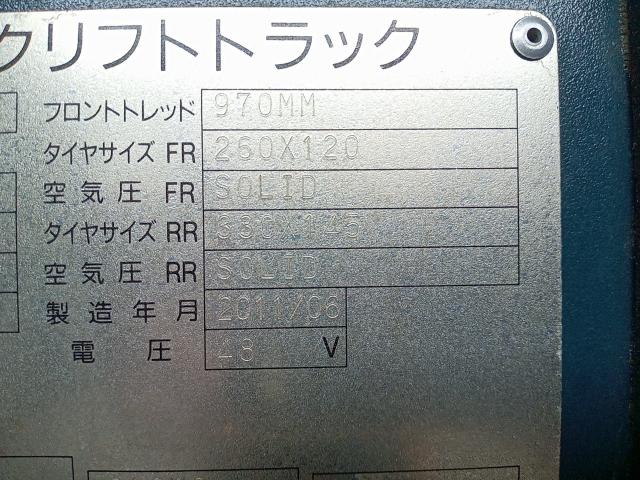 クリフトトラック
フロントトレッド 970MM
タイヤサイズ FR 260X120
空気圧 FR SOLID
タイヤサイズ RR X145
空気圧 RR SOLID
製造年月 2011/06
電圧 48 V